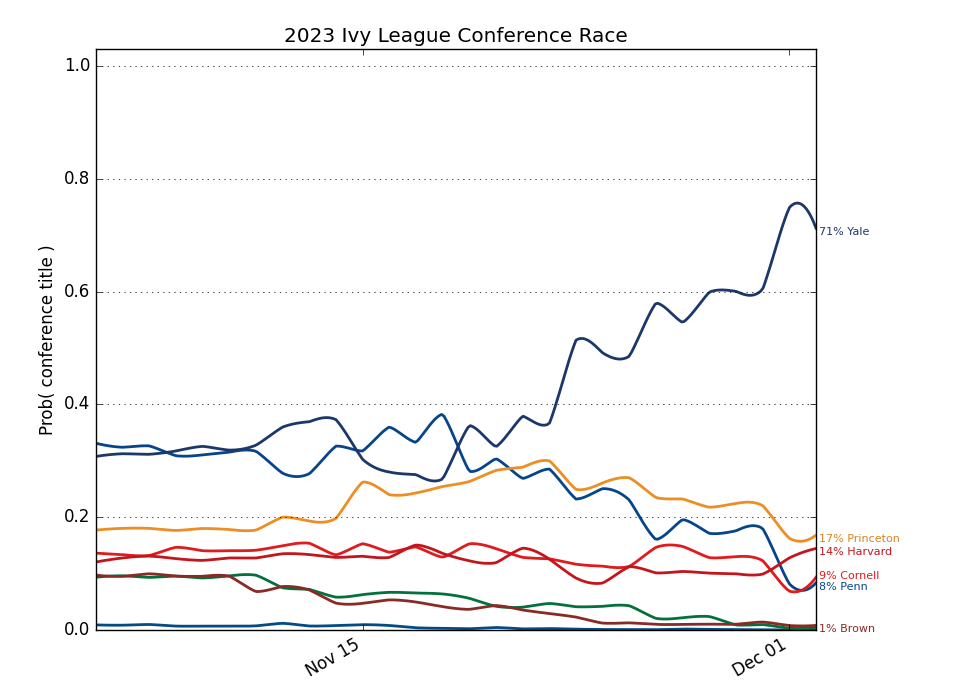 2023 Ivy League Conference Race
Prob( conference title )
1.0
0.8
0.6
0.4
0.2
0.0
Nov 15
Dec 01
71% Yale
17% Princeton
14% Harvard
9% Cornell
8% Penn
1% Brown